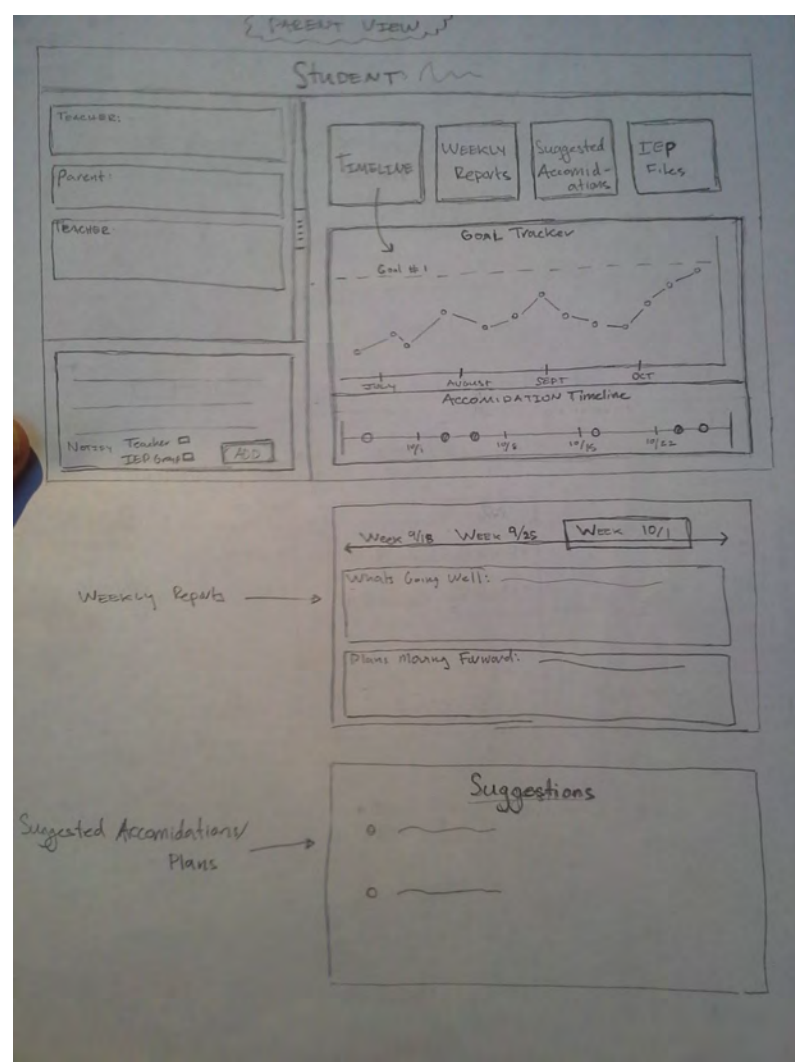 PARENT VIEW
STUDENT:
TEACHER:
Parent:
TEACHER
NOTIFY Teacher
IEP Group
ADD
TIMELINE
WEEKLY
Reports
Suggested
Accomid-
ations
IEP
Files
GOAL Tracker
Goal #1
JULY AUGUST SEPT OCT
ACCOMIDATION Timeline
10/1 10/8 10/15 10/22
WEEKLY Reports
Week 9/18 WEEK 9/25 WEEK 10/1
Whats Going Well:
Plans Moving Forward:
Suggested Accomidations/
Plans
Suggestions